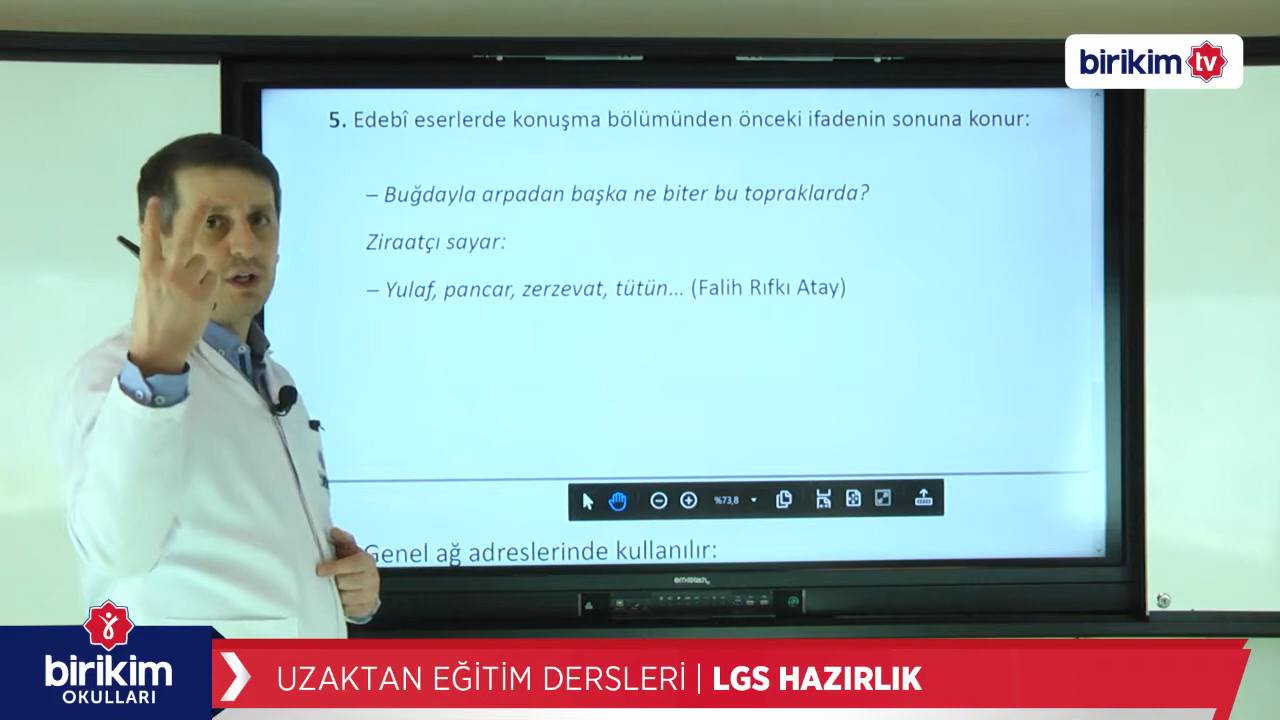 birikim tv
5. Edebî eserlerde konuşma bölümünden önceki ifadenin sonuna konur:
– Buğdayla arpadan başka ne biter bu topraklarda?
Ziraatçı sayar:
– Yulaf, pancar, zerzevat, tütün... (Falih Rıfkı Atay)
%73,8
Genel ağ adreslerinde kullanılır:
birikim
OKULLARI
UZAKTAN EĞİTİM DERSLERİ | LGS HAZIRLIK